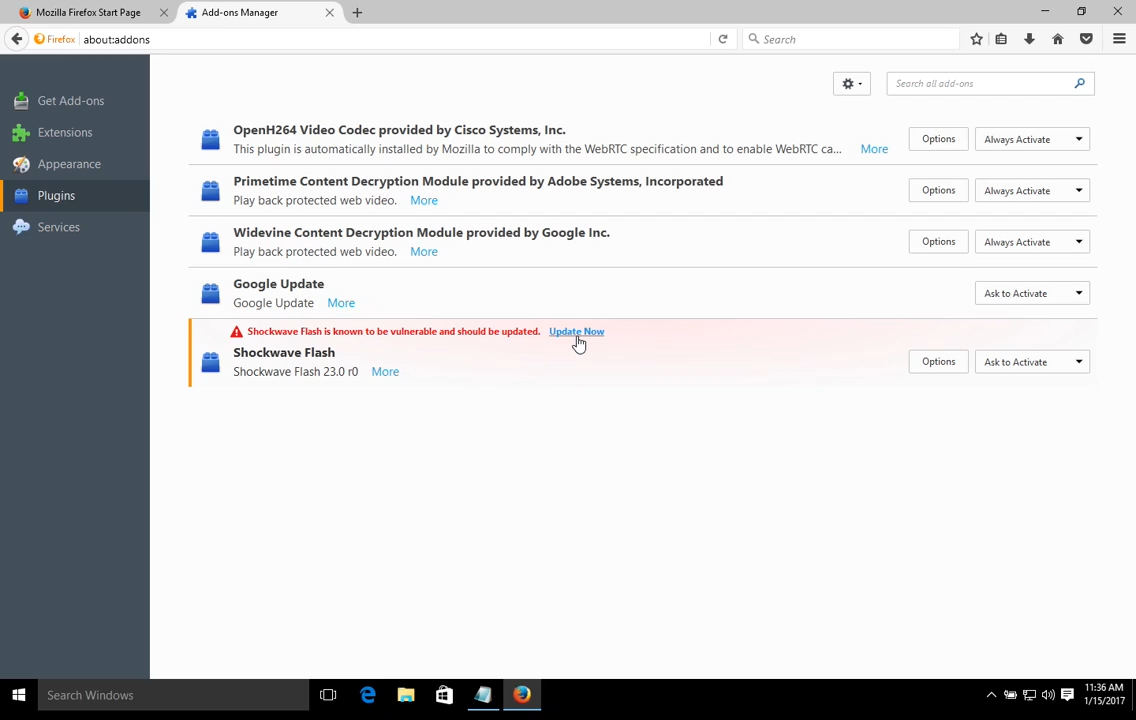 Mozilla Firefox Start Page
Add-ons Manager
Firefox about:addons
Search
Search all add-ons
Get Add-ons
Extensions
Appearance
Plugins
Services
OpenH264 Video Codec provided by Cisco Systems, Inc.
This plugin is automatically installed by Mozilla to comply with the WebRTC specification and to enable WebRTC ca... More
Options Always Activate
Primetime Content Decryption Module provided by Adobe Systems, Incorporated
Play back protected web video. More
Options Always Activate
Widevine Content Decryption Module provided by Google Inc.
Play back protected web video. More
Options Always Activate
Google Update
Google Update More
Ask to Activate
Shockwave Flash is known to be vulnerable and should be updated. Update Now
Shockwave Flash
Shockwave Flash 23.0 r0 More
Options Ask to Activate
Search Windows
11:36 AM
1/15/2017